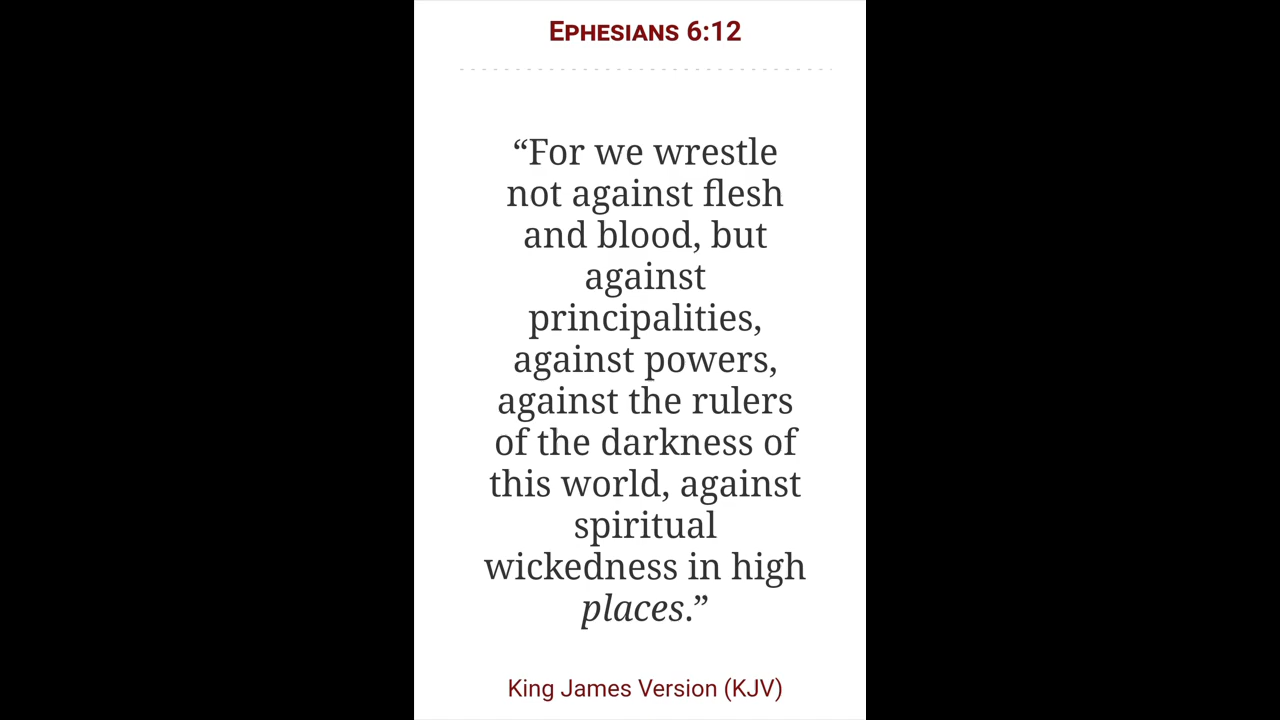 Ephesians 6:12
“For we wrestle
not against flesh
and blood, but
against
principalities,
against powers,
against the rulers
of the darkness of
this world, against
spiritual
wickedness in high
places.”
King James Version (KJV)